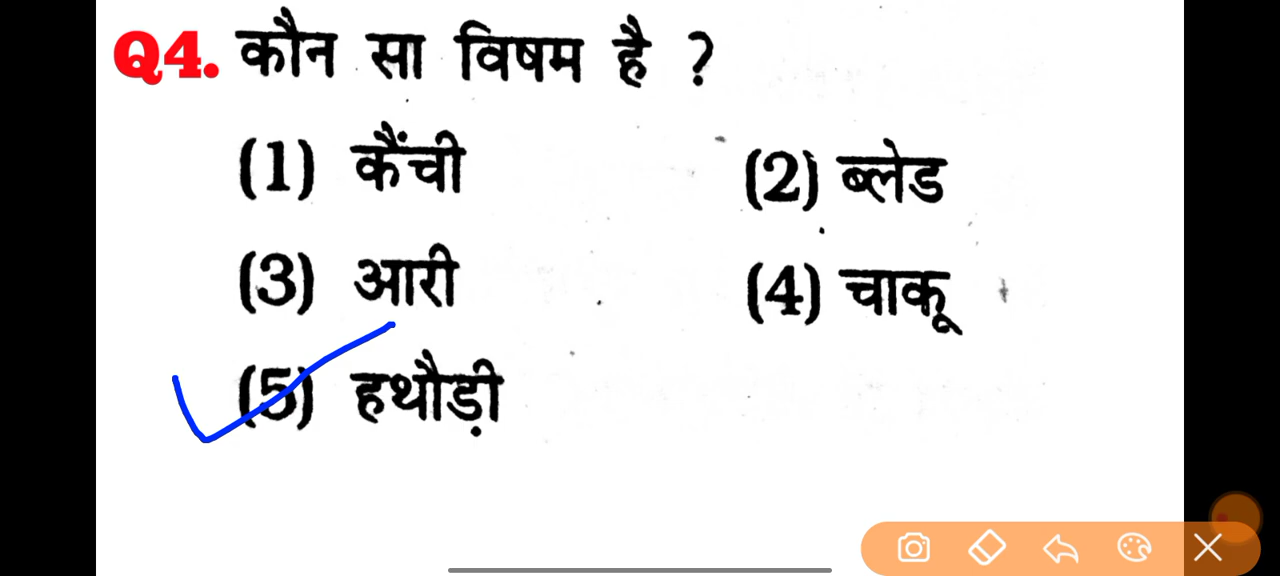 Q4. कौन सा विषम है ?
(1) कैंची (2) ब्लेड
(3) आरी (4) चाकू
(5) हथौड़ी